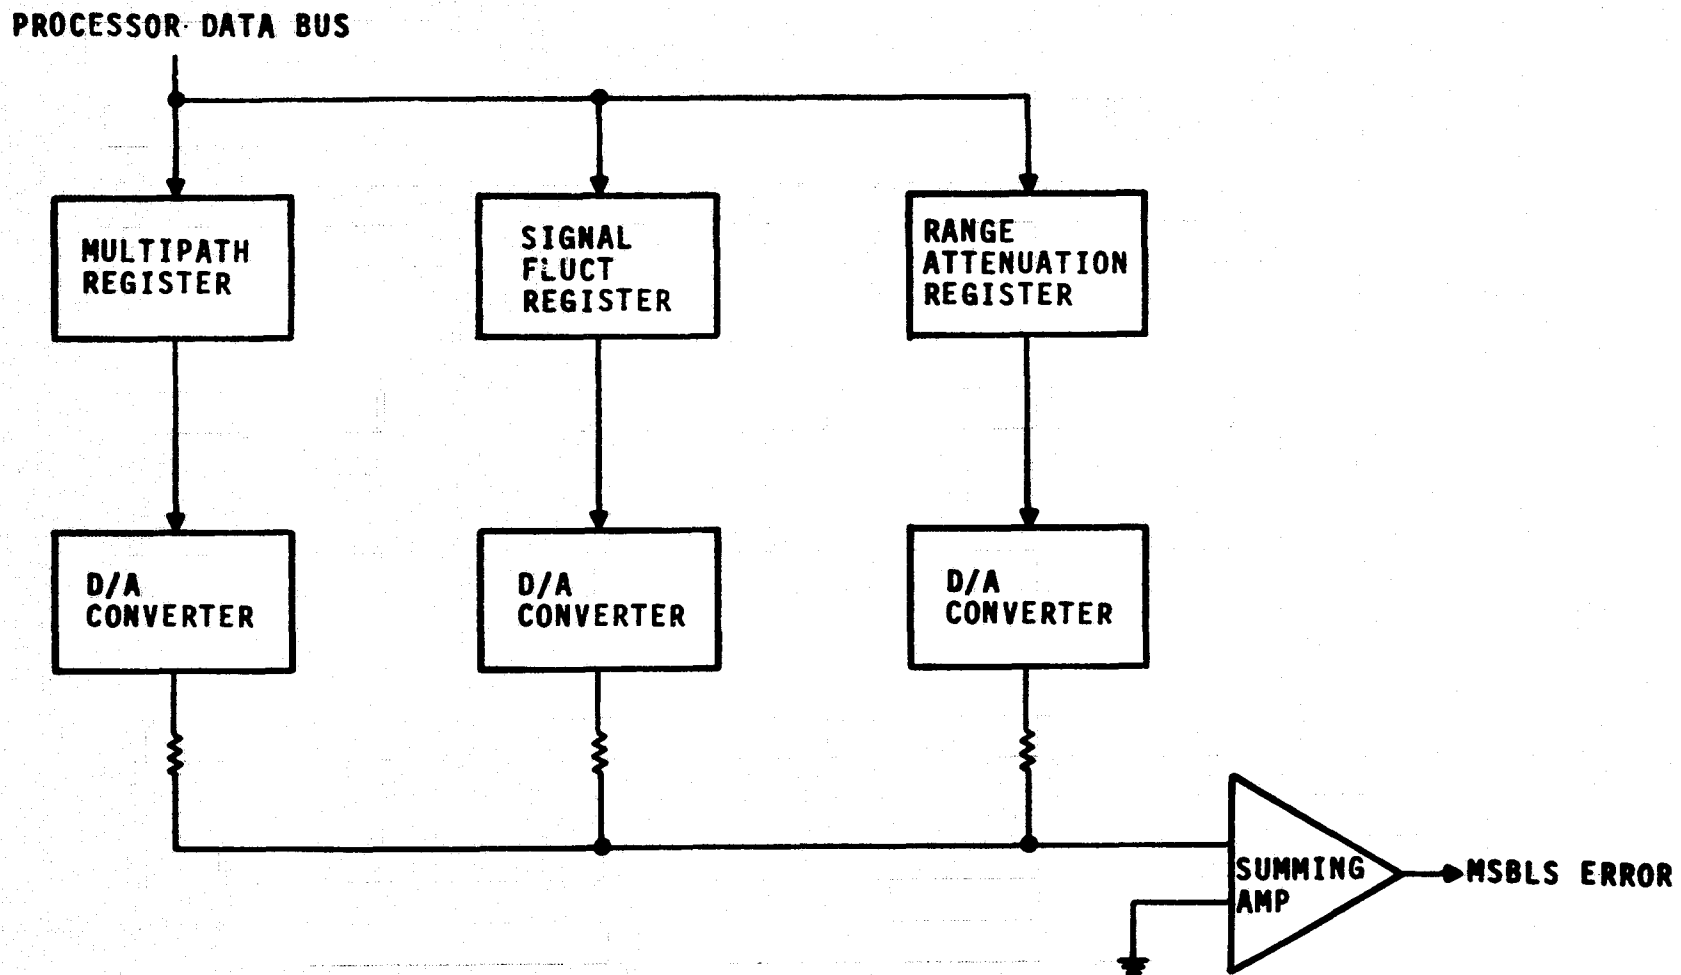 PROCESSOR DATA BUS
MULTIPATH
REGISTER
SIGNAL
FLUCT
REGISTER
RANGE
ATTENUATION
REGISTER
D/A
CONVERTER
D/A
CONVERTER
D/A
CONVERTER
SUMMING
AMP
MSBLS ERROR